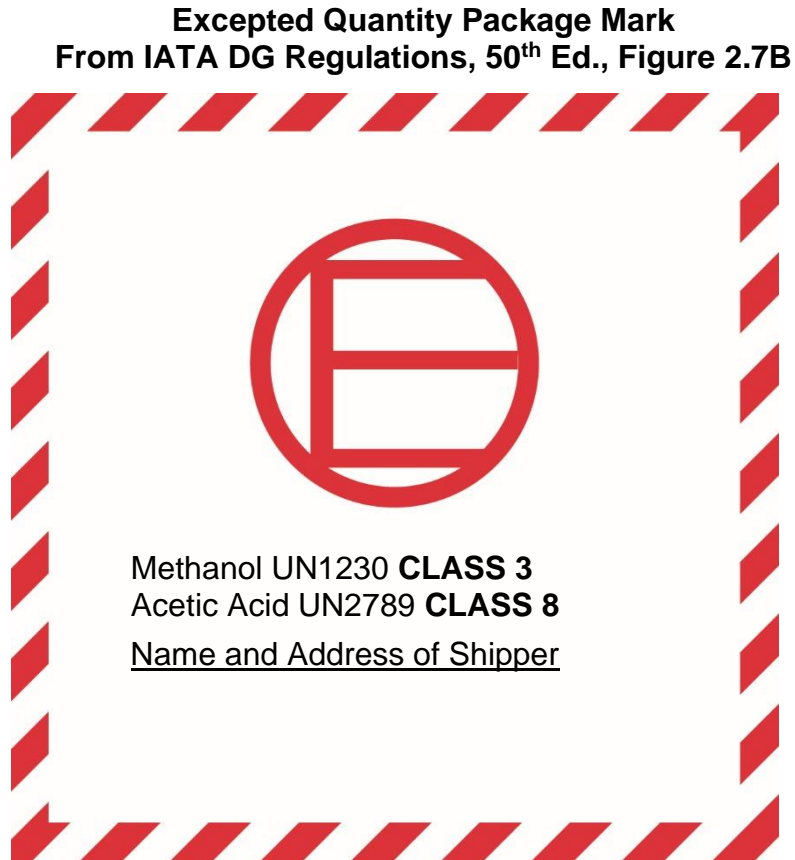 Excepted Quantity Package Mark
From IATA DG Regulations, 50th Ed., Figure 2.7B
E
Methanol UN1230 CLASS 3
Acetic Acid UN2789 CLASS 8
Name and Address of Shipper